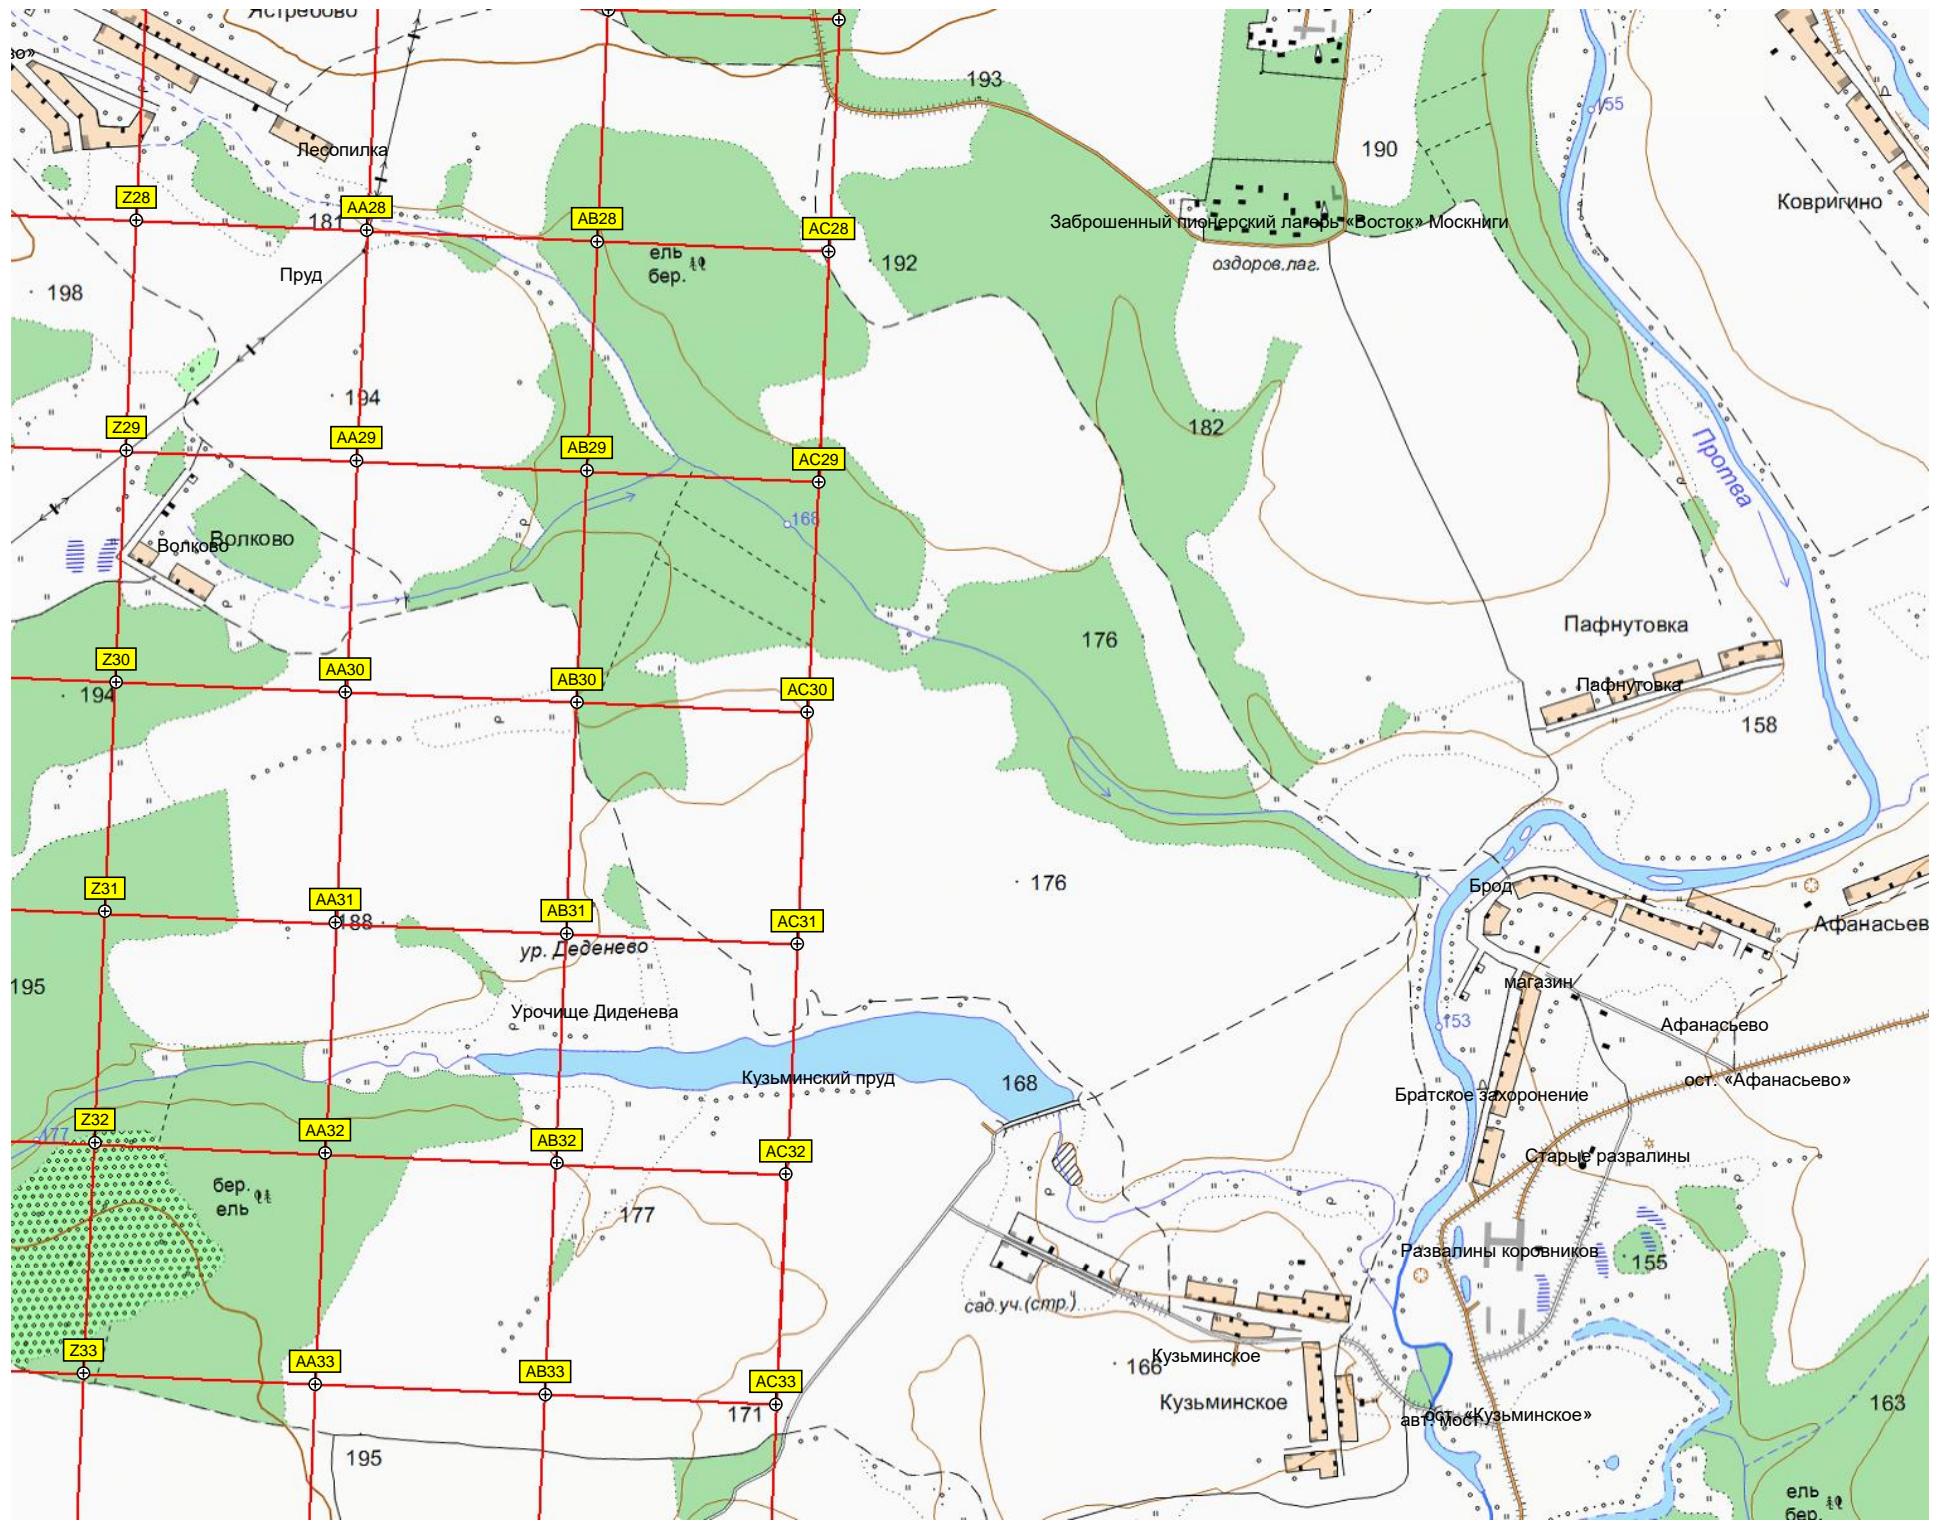 Ястребово
193
155
190
Лесопилка
Z28
AA28
181
AB28
AC28
Ковригино
Заброшенный пионерский лагерь «Восток» Москниги
оздоров.лаг.
ель
бер.
192
Пруд
198
194
182
Z29
AA29
AB29
AC29
Протва
168
Волково
Волково
Пафнутовка
176
Z30
AA30
AB30
AC30
194
Пафнутовка
158
176
Z31
AA31
AB31
AC31
188
Брод
Афанасьев
ур. Деденево
195
магазин
Урочище Диденева
153
Афанасьево
Кузьминский пруд
168
ост. «Афанасьево»
Братское захоронение
Z32
AA32
AB32
AC32
177
Старые развалины
бер.
ель
177
Развалины коровников
155
сад.уч.(стр.)
Z33
AA33
AB33
AC33
166
Кузьминское
Кузьминское
171
авт. мост
ост. «Кузьминское»
163
195
ель
бер.